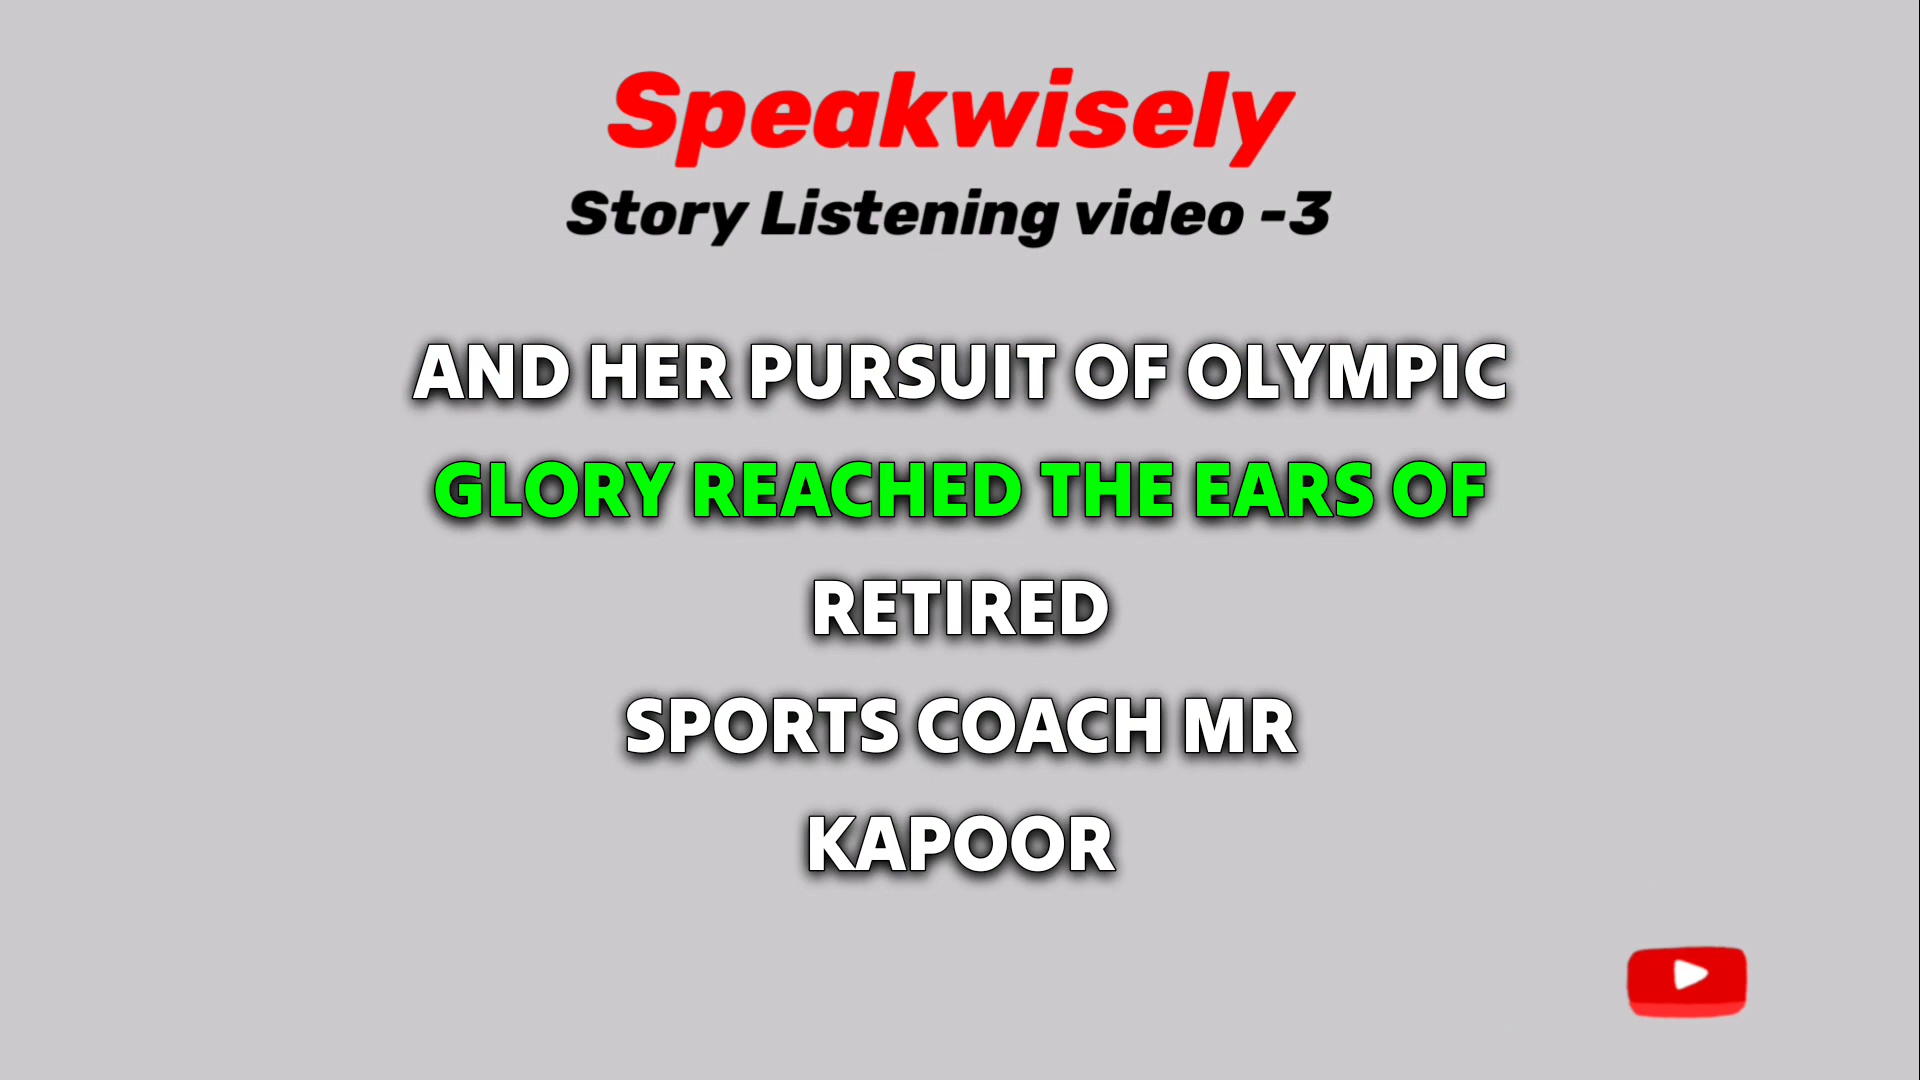 Speakwisely
Story Listening video -3
AND HER PURSUIT OF OLYMPIC
GLORY REACHED THE EARS OF
RETIRED
SPORTS COACH MR
KAPOOR